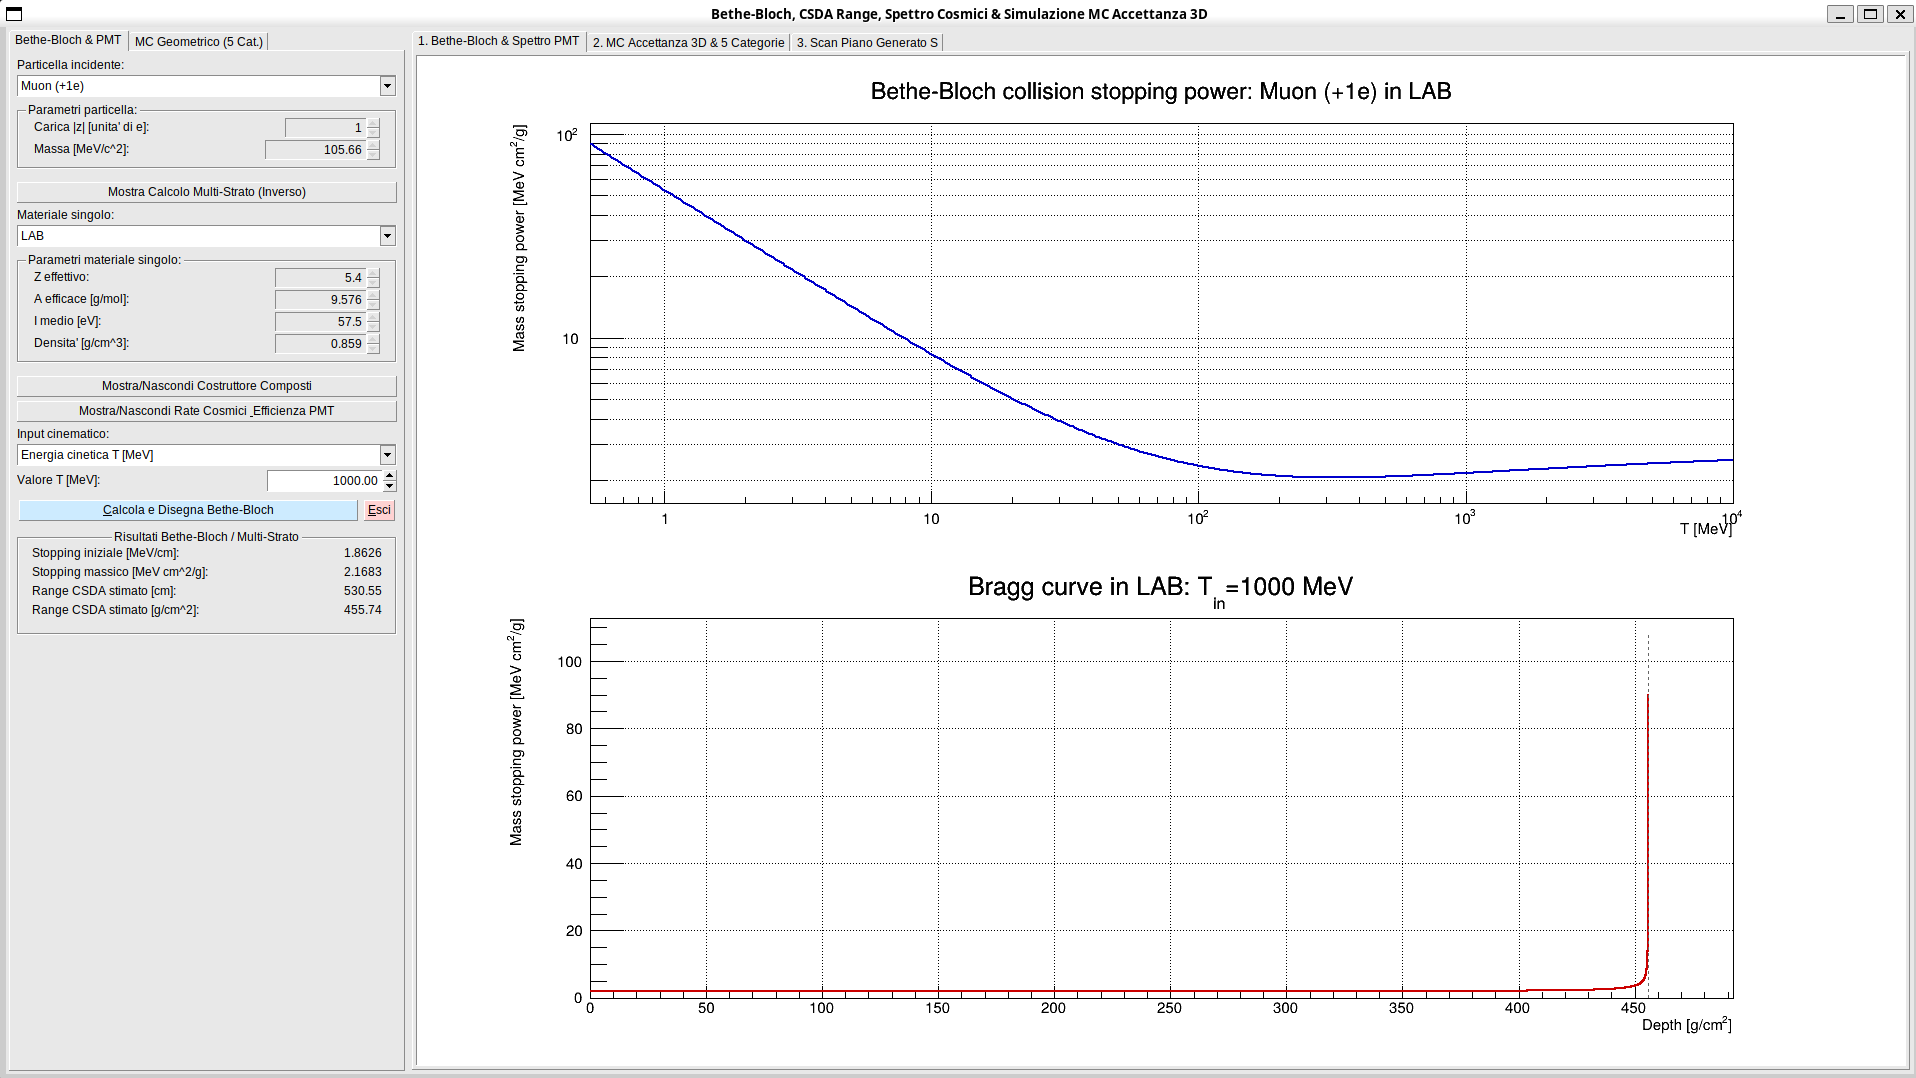 Bethe-Bloch, CSDA Range, Spettro Cosmici & Simulazione MC Accettanza 3D
Bethe-Bloch & PMT
MC Geometrico (5 Cat.)
Particella incidente:
Muon (+1e)
Parametri particella:
Carica |z| [unita' di e]: 1
Massa [MeV/c^2]: 105.66
Mostra Calcolo Multi-Strato (Inverso)
Materiale singolo:
LAB
Parametri materiale singolo:
Z effettivo: 5.4
A efficace [g/mol]: 9.576
I medio [eV]: 57.5
Densita' [g/cm^3]: 0.859
Mostra/Nascondi Costruttore Composti
Mostra/Nascondi Rate Cosmici _Efficienza PMT
Input cinematico:
Energia cinetica T [MeV]
Valore T [MeV]: 1000.00
Calcola e Disegna Bethe-Bloch
Esci
Risultati Bethe-Bloch / Multi-Strato
Stopping iniziale [MeV/cm]: 1.8626
Stopping massico [MeV cm^2/g]: 2.1683
Range CSDA stimato [cm]: 530.55
Range CSDA stimato [g/cm^2]: 455.74
1. Bethe-Bloch & Spettro PMT
2. MC Accettanza 3D & 5 Categorie
3. Scan Piano Generato S
Bethe-Bloch collision stopping power: Muon (+1e) in LAB
Mass stopping power [MeV cm²/g]
10²
10
1 10 10² 10³ 10⁴
T [MeV]
Bragg curve in LAB: T_in=1000 MeV
Mass stopping power [MeV cm²/g]
100
80
60
40
20
0
0 50 100 150 200 250 300 350 400 450
Depth [g/cm²]